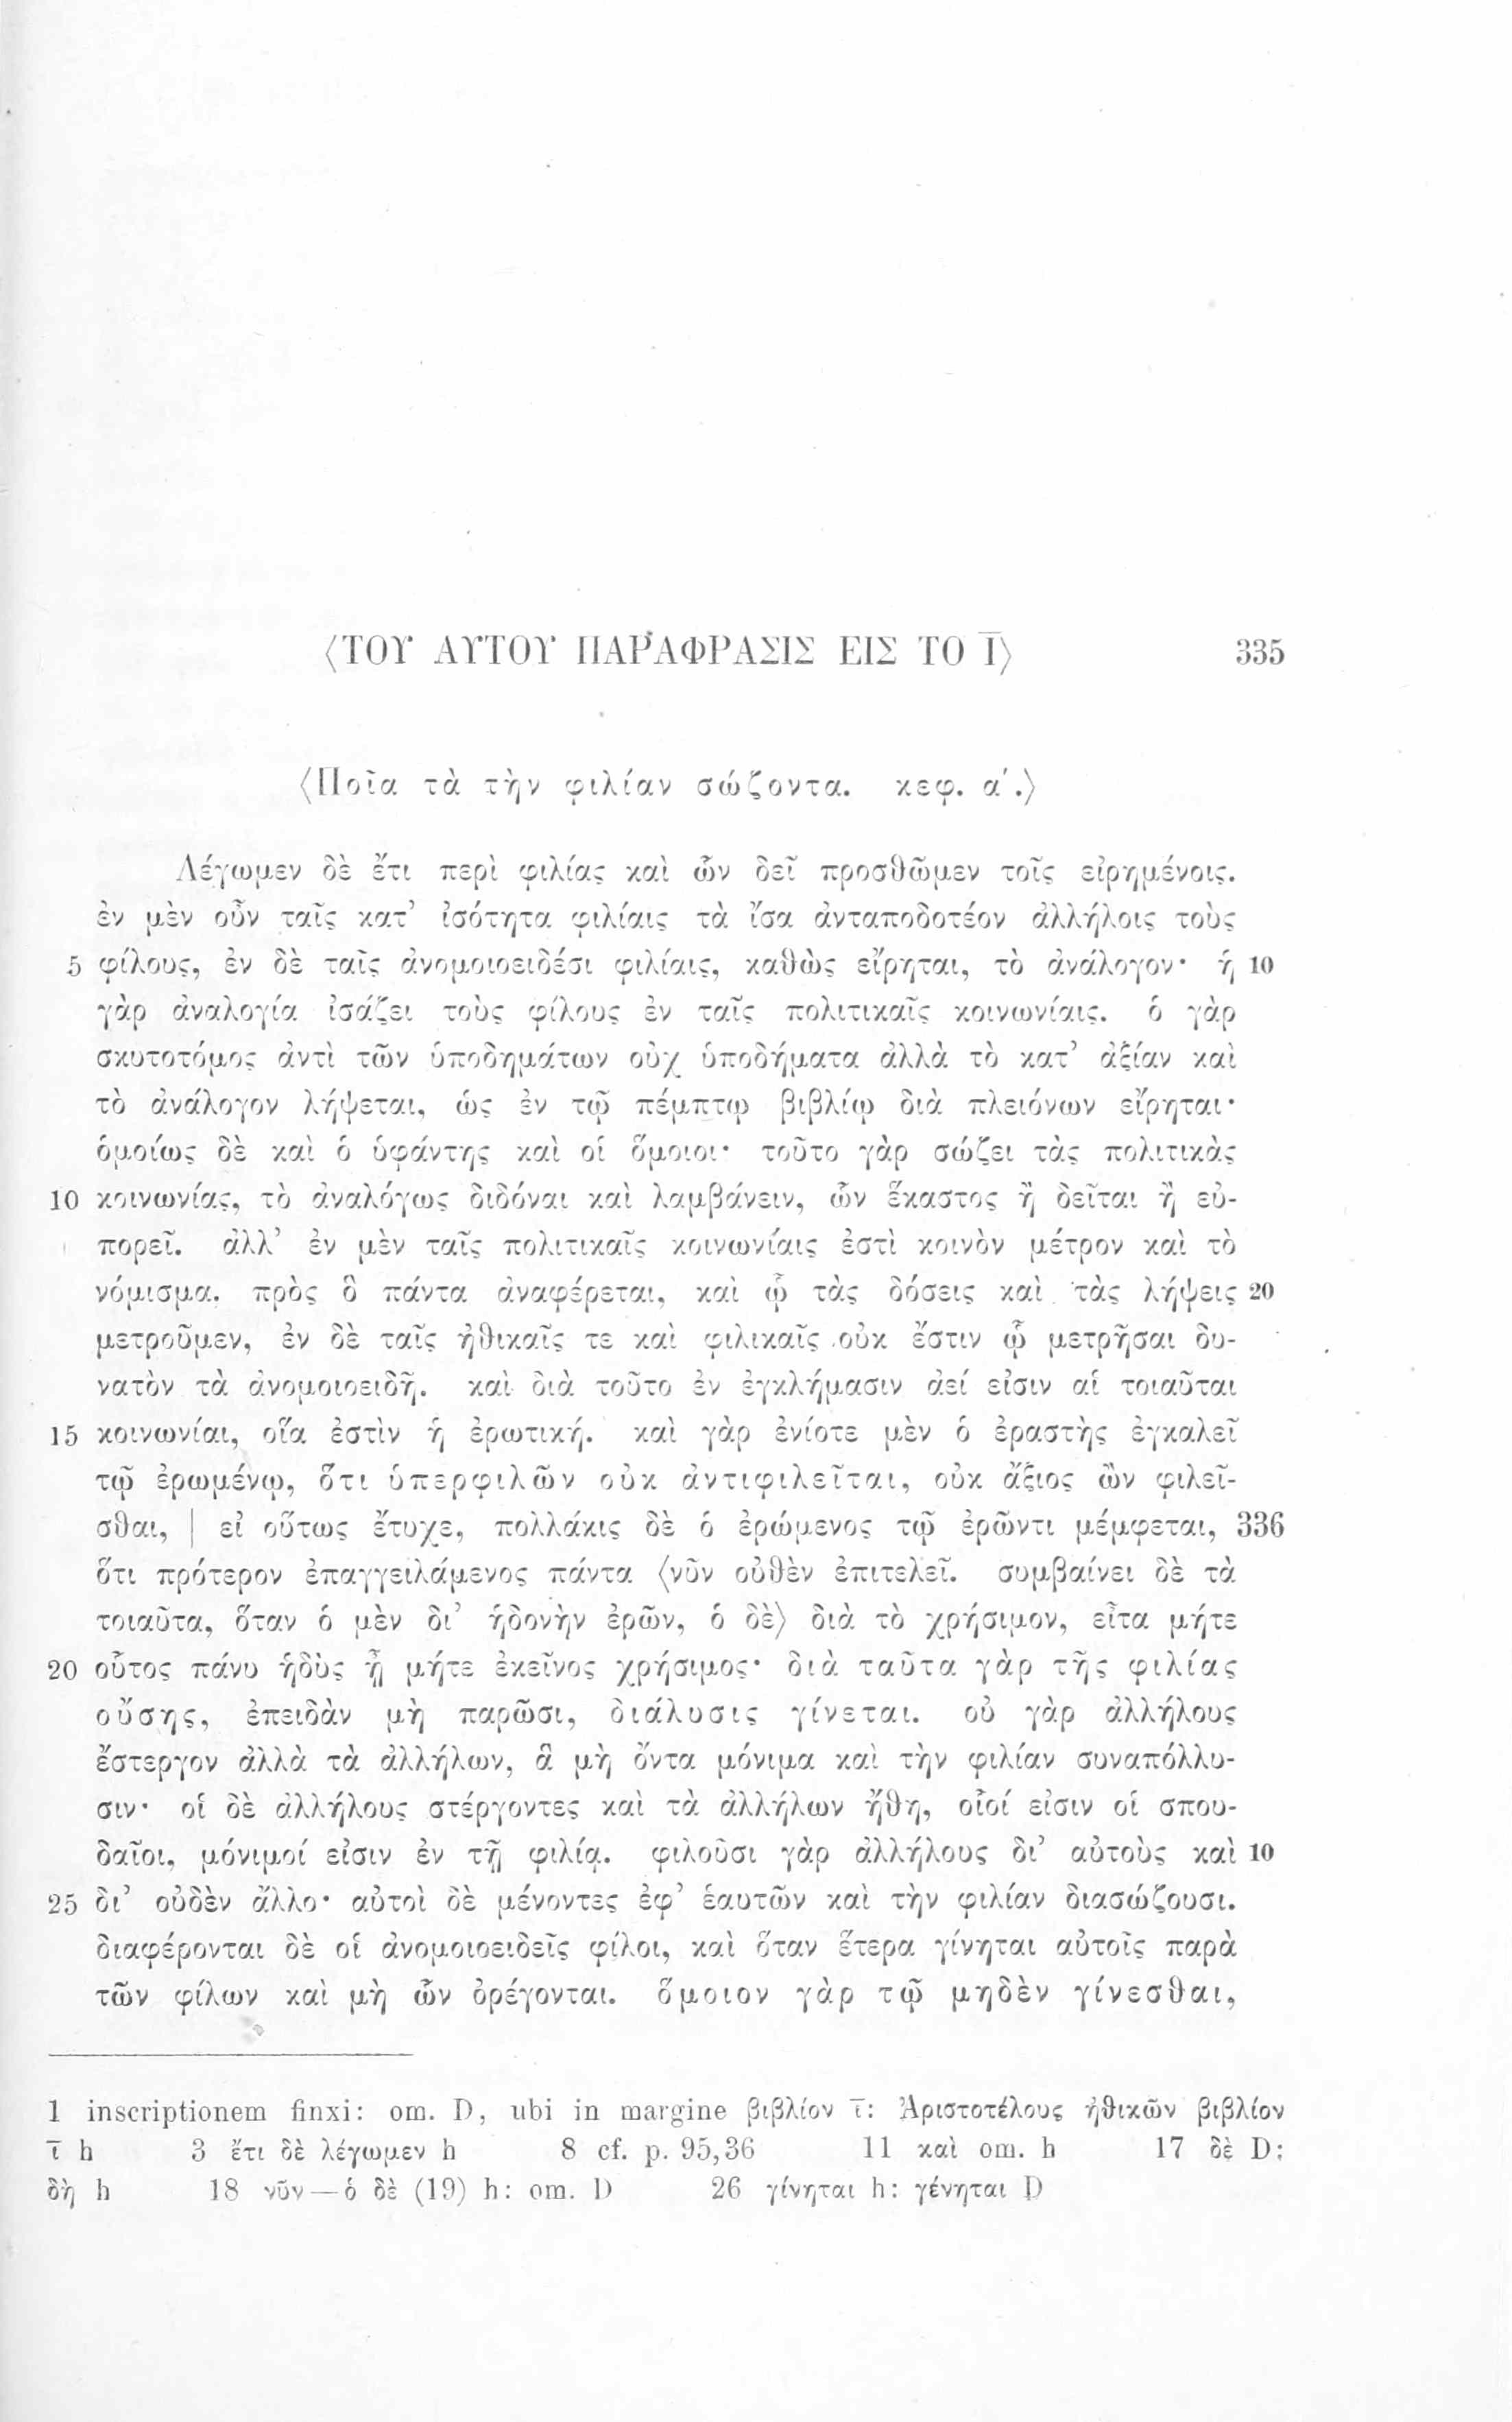 ⟨ΤΟΥ ΑΥΤΟΥ ΠΑΡΑΦΡΑΣΙΣ ΕΙΣ ΤΟ Ι̅⟩ 335
⟨Ποῖα τὰ τὴν φιλίαν σώζοντα. κεφ. α΄.⟩
Λέγωμεν δὲ ἔτι περὶ φιλίας καὶ ὧν δεῖ προσθῶμεν τοῖς εἰρημένοις.
ἐν μὲν οὖν ταῖς κατ’ ἰσότητα φιλίαις τὰ ἴσα ἀνταποδοτέον ἀλλήλοις τοὺς
5 φίλους, ἐν δὲ ταῖς ἀνομοιοειδέσι φιλίαις, καθὼς εἴρηται, τὸ ἀνάλογον· ἡ 10
γὰρ ἀναλογία ἰσάζει τοὺς φίλους ἐν ταῖς πολιτικαῖς κοινωνίαις. ὁ γὰρ
σκυτοτόμος ἀντὶ τῶν ὑποδημάτων οὐχ ὑποδήματα ἀλλὰ τὸ κατ’ ἀξίαν καὶ
τὸ ἀνάλογον λήψεται, ὡς ἐν τῷ πέμπτῳ βιβλίῳ διὰ πλειόνων εἴρηται·
ὁμοίως δὲ καὶ ὁ ὑφάντης καὶ οἱ ὅμοιοι· τοῦτο γὰρ σώζει τὰς πολιτικὰς
10 κοινωνίας, τὸ ἀναλόγως διδόναι καὶ λαμβάνειν, ὧν ἕκαστος ἢ δεῖται ἢ εὐ-
πορεῖ. ἀλλ’ ἐν μὲν ταῖς πολιτικαῖς κοινωνίαις ἐστὶ κοινὸν μέτρον καὶ τὸ
νόμισμα, πρὸς ὃ πάντα ἀναφέρεται, καὶ ᾧ τὰς δόσεις καὶ τὰς λήψεις 20
μετροῦμεν, ἐν δὲ ταῖς ἠθικαῖς τε καὶ φιλικαῖς οὐκ ἔστιν ᾧ μετρῆσαι δυ-
νατὸν τὰ ἀνομοιοειδῆ. καὶ διὰ τοῦτο ἐν ἐγκλήμασιν ἀεί εἰσιν αἱ τοιαῦται
15 κοινωνίαι, οἵα ἐστὶν ἡ ἐρωτική. καὶ γὰρ ἐνίοτε μὲν ὁ ἐραστὴς ἐγκαλεῖ
τῷ ἐρωμένῳ, ὅτι ὑπερφιλῶν οὐκ ἀντιφιλεῖται, οὐκ ἄξιος ὢν φιλεῖ-
σθαι, | εἰ οὕτως ἔτυχε, πολλάκις δὲ ὁ ἐρώμενος τῷ ἐρῶντι μέμφεται, 336
ὅτι πρότερον ἐπαγγειλάμενος πάντα ⟨νῦν οὐθὲν ἐπιτελεῖ. συμβαίνει δὲ τὰ
τοιαῦτα, ὅταν ὁ μὲν δι’ ἡδονὴν ἐρῶν, ὁ δὲ⟩ διὰ τὸ χρήσιμον, εἶτα μήτε
20 οὗτος πάνυ ἡδὺς ᾖ μήτε ἐκεῖνος χρήσιμος· διὰ ταῦτα γὰρ τῆς φιλίας
οὔσης, ἐπειδὰν μὴ παρῶσι, διάλυσις γίνεται. οὐ γὰρ ἀλλήλους
ἔστεργον ἀλλὰ τὰ ἀλλήλων, ἃ μὴ ὄντα μόνιμα καὶ τὴν φιλίαν συναπόλλυ-
σιν· οἱ δὲ ἀλλήλους στέργοντες καὶ τὰ ἀλλήλων ἤθη, οἷοί εἰσιν οἱ σπου-
δαῖοι, μόνιμοί εἰσιν ἐν τῇ φιλίᾳ. φιλοῦσι γὰρ ἀλλήλους δι’ αὐτοὺς καὶ 10
25 δι’ οὐδὲν ἄλλο· αὐτοὶ δὲ μένοντες ἐφ’ ἑαυτῶν καὶ τὴν φιλίαν διασώζουσι.
διαφέρονται δὲ οἱ ἀνομοιοειδεῖς φίλοι, καὶ ὅταν ἕτερα γίνηται αὐτοῖς παρὰ
τῶν φίλων καὶ μὴ ὧν ὀρέγονται. ὅμοιον γὰρ τῷ μηδὲν γίνεσθαι,
1 inscriptionem finxi: om. D, ubi in margine βιβλίον ι̅: Ἀριστοτέλους ἠθικῶν βιβλίον
ι̅ h 3 ἔτι δὲ λέγωμεν h 8 cf. p. 95,36 11 καὶ om. h 17 δὲ D;
δὴ h 18 νῦν—ὁ δὲ (19) h: om. D 26 γίνηται h: γένηται D